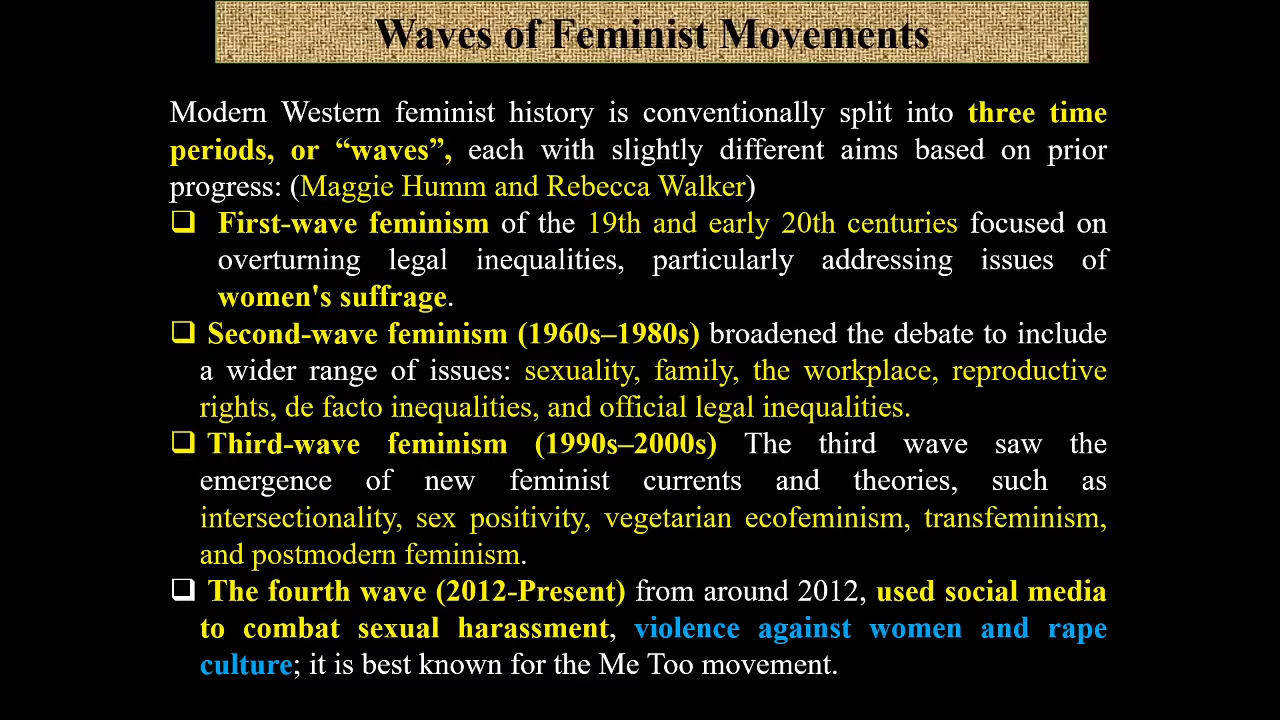 Waves of Feminist Movements
Modern Western feminist history is conventionally split into three time
periods, or “waves”, each with slightly different aims based on prior
progress: (Maggie Humm and Rebecca Walker)
❑ First-wave feminism of the 19th and early 20th centuries focused on
overturning legal inequalities, particularly addressing issues of
women's suffrage.
❑ Second-wave feminism (1960s–1980s) broadened the debate to include
a wider range of issues: sexuality, family, the workplace, reproductive
rights, de facto inequalities, and official legal inequalities.
❑ Third-wave feminism (1990s–2000s) The third wave saw the
emergence of new feminist currents and theories, such as
intersectionality, sex positivity, vegetarian ecofeminism, transfeminism,
and postmodern feminism.
❑ The fourth wave (2012-Present) from around 2012, used social media
to combat sexual harassment, violence against women and rape
culture; it is best known for the Me Too movement.